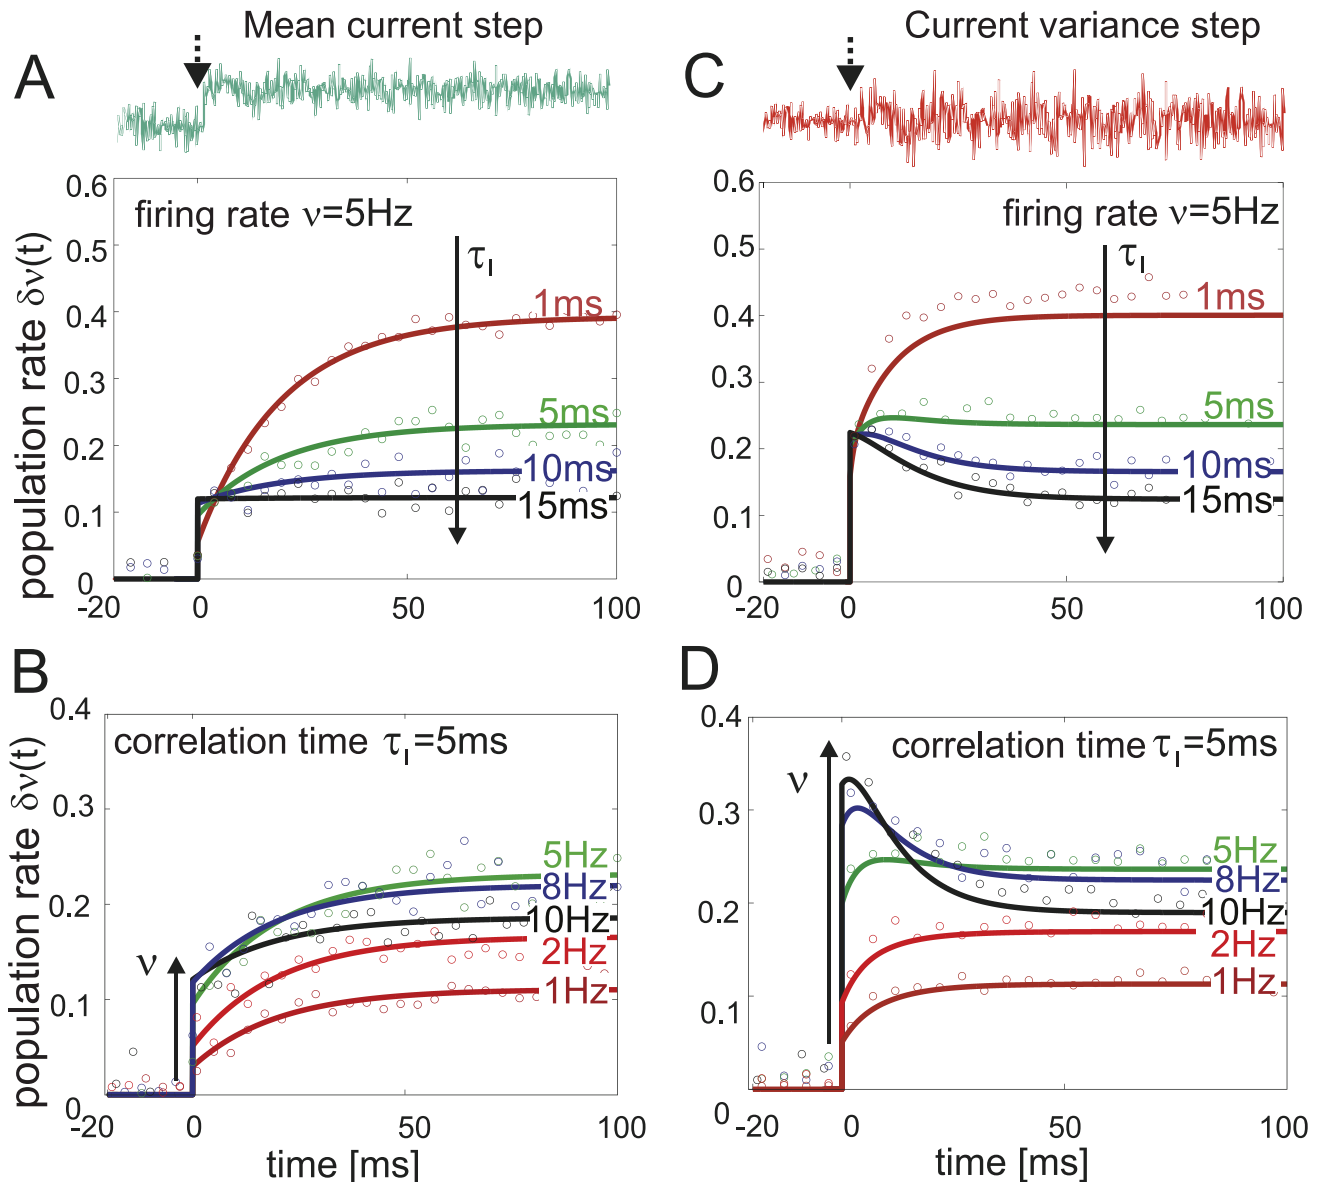 Mean current step
A
0.6
0.5
0.4
0.3
0.2
0.1
0
firing rate ν=5Hz
τI
1ms
5ms
10ms
15ms
population rate δν(t)
-20 0 50 100
Current variance step
C
0.6
0.5
0.4
0.3
0.2
0.1
0
firing rate ν=5Hz
τI
1ms
5ms
10ms
15ms
-20 0 50 100
B
0.4
0.3
0.2
0.1
0
correlation time τI=5ms
ν
5Hz
8Hz
10Hz
2Hz
1Hz
population rate δν(t)
-20 0 50 100
time [ms]
D
0.4
0.3
0.2
0.1
0
correlation time τI=5ms
ν
5Hz
8Hz
10Hz
2Hz
1Hz
-20 0 50 100
time [ms]